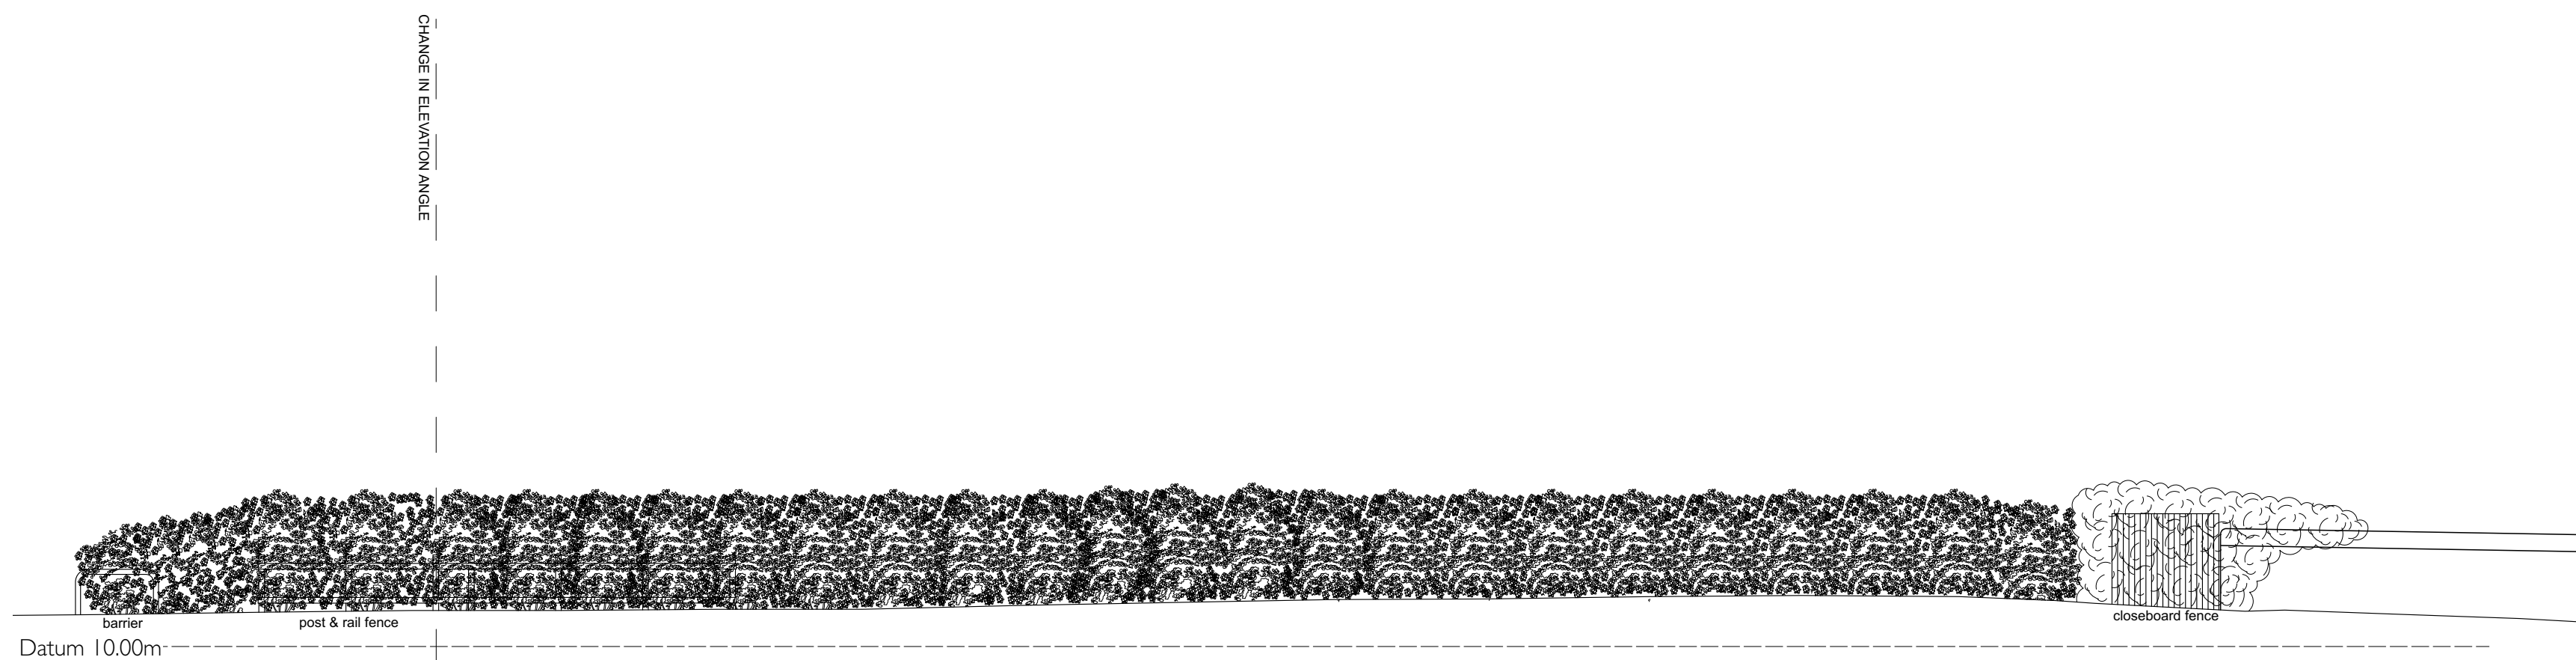 CHANGE IN ELEVATION ANGLE
barrier
post & rail fence
closeboard fence
Datum 10.00m